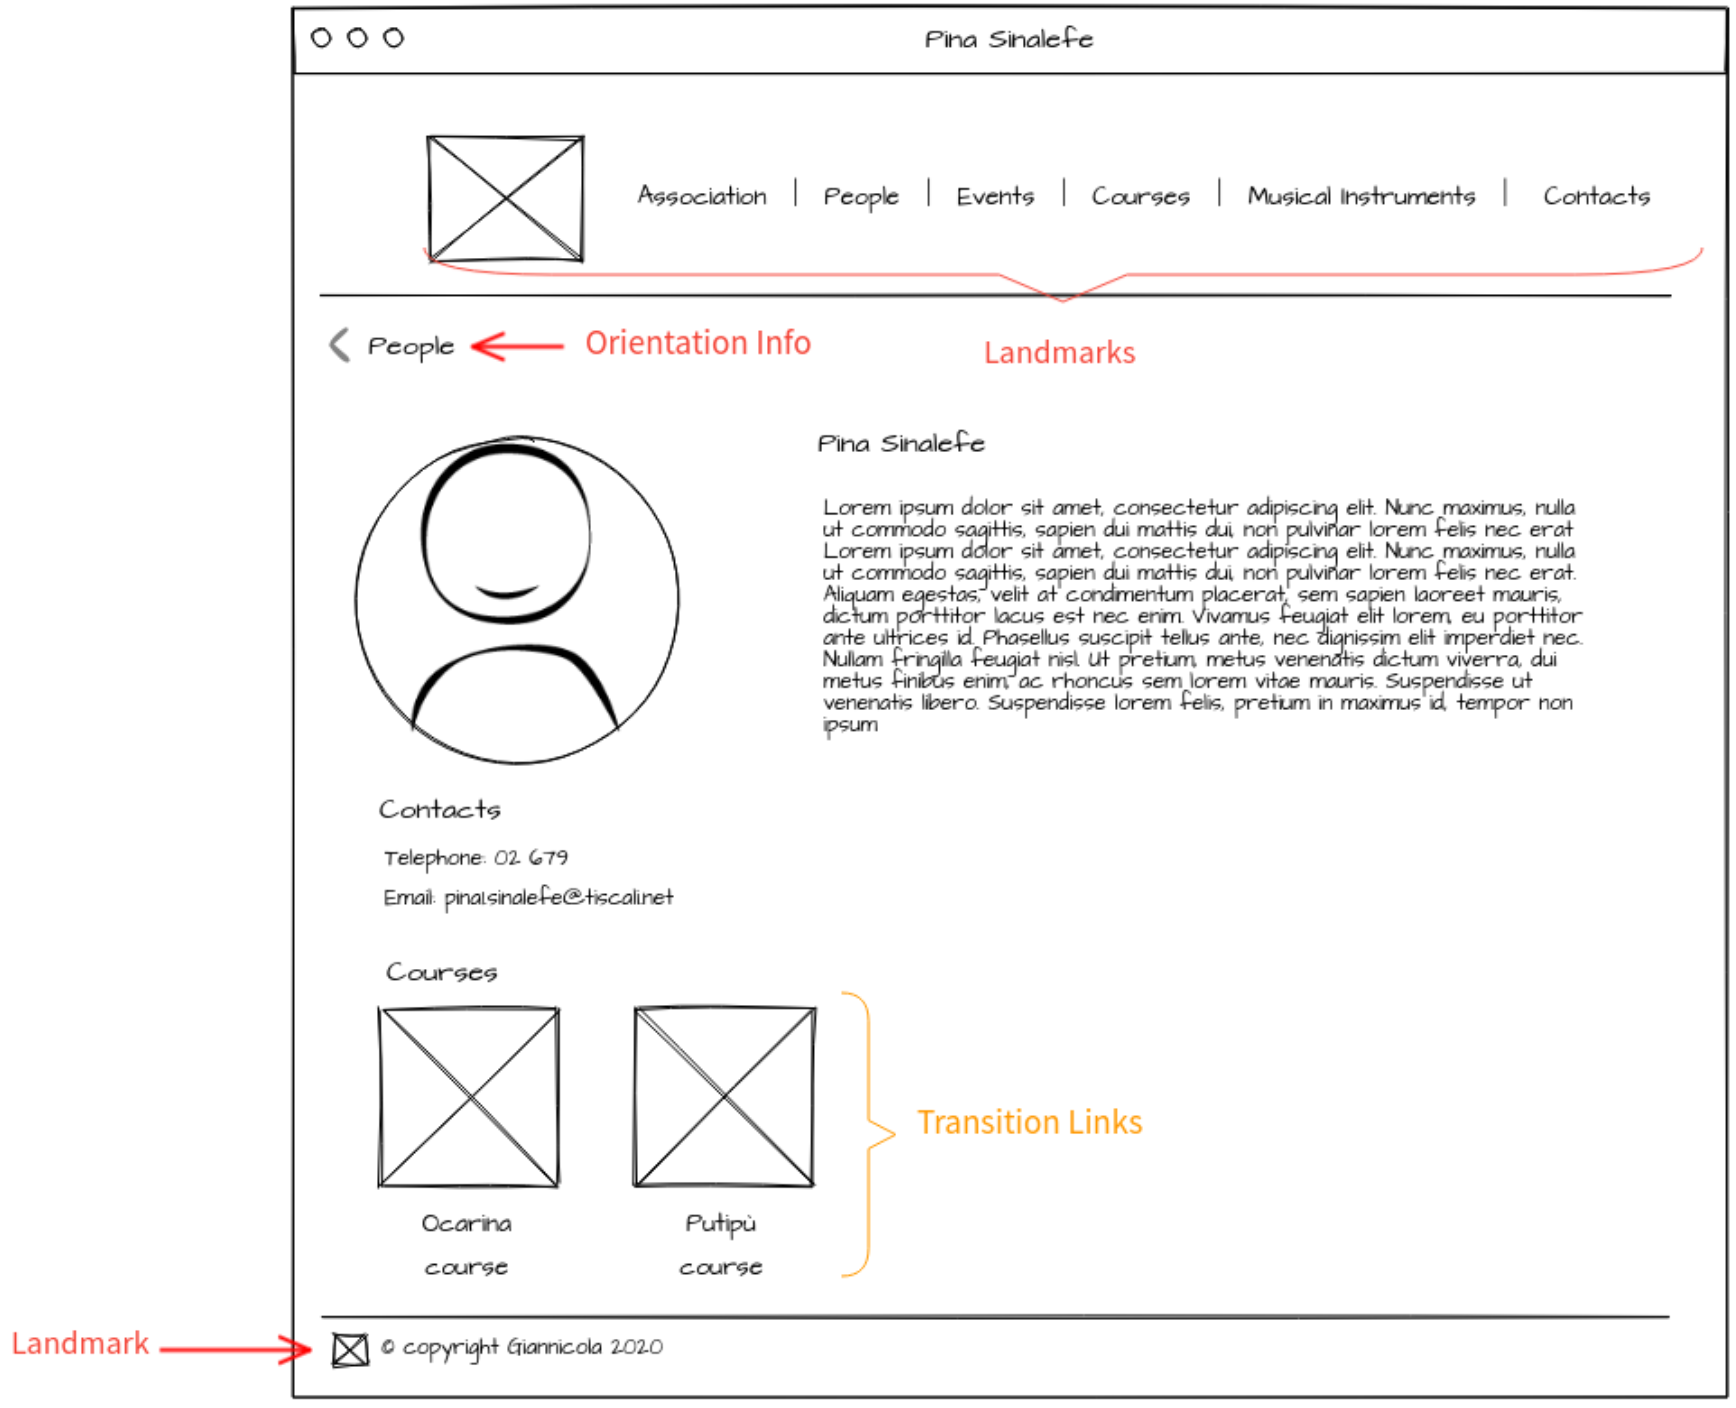 Pina Sinalefe
Association | People | Events | Courses | Musical Instruments | Contacts
People
Orientation Info
Landmarks
Pina Sinalefe
Lorem ipsum dolor sit amet, consectetur adipiscing elit. Nunc maximus, nulla
ut commodo sagittis, sapien dui mattis dui, non pulvinar lorem felis nec erat
Lorem ipsum dolor sit amet, consectetur adipiscing elit. Nunc maximus, nulla
ut commodo sagittis, sapien dui mattis dui, non pulvinar lorem felis nec erat.
Aliquam egestas, velit at condimentum placerat, sem sapien laoreet mauris,
dictum porttitor lacus est nec enim. Vivamus feugiat elit lorem, eu porttitor
ante ultrices id. Phasellus suscipit tellus ante, nec dignissim elit imperdiet nec.
Nullam fringilla feugiat nisl. Ut pretium, metus venenatis dictum viverra, dui
metus finibus enim, ac rhoncus sem lorem vitae mauris. Suspendisse ut
venenatis libero. Suspendisse lorem felis, pretium in maximus id, tempor non
ipsum
Contacts
Telephone: 02 679
Email: pina.sinalefe@tiscali.net
Courses
Transition Links
Ocarina
course
Putipù
course
Landmark
© copyright Giannicola 2020